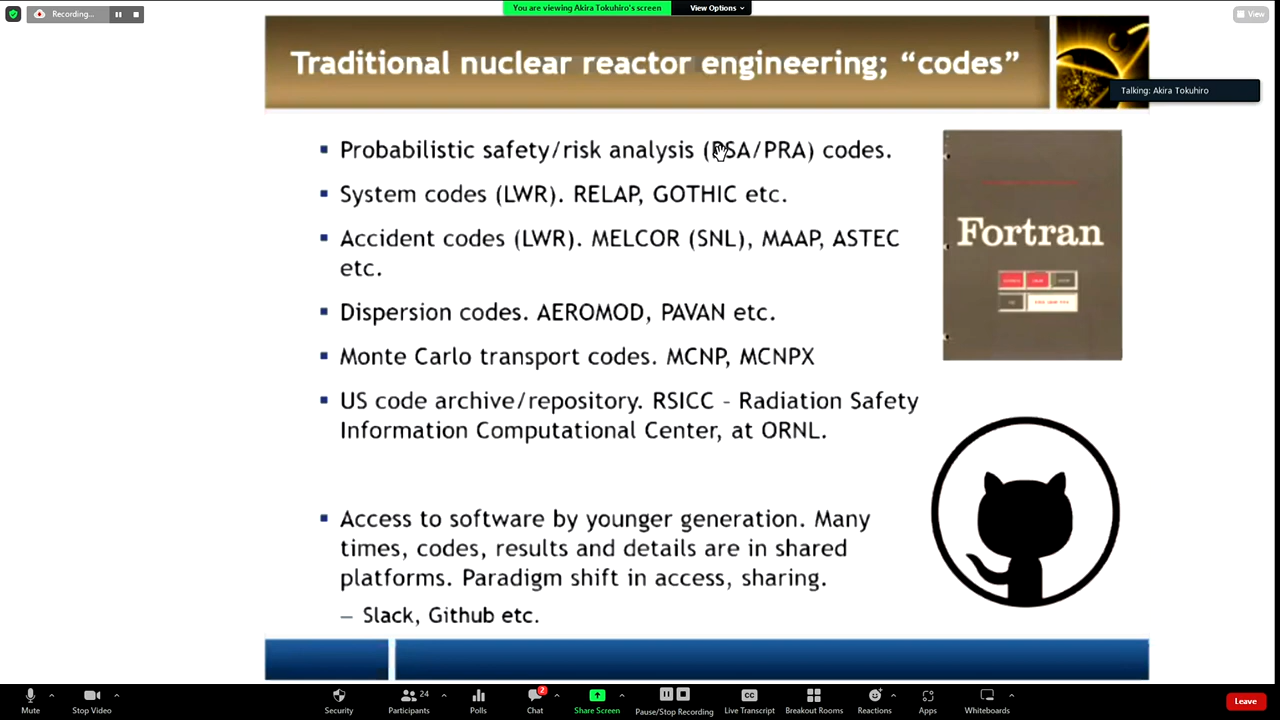 Recording...
You are viewing Akira Tokuhiro's screen
View Options
View
Traditional nuclear reactor engineering; “codes”
Talking: Akira Tokuhiro
Probabilistic safety/risk analysis (PSA/PRA) codes.
System codes (LWR). RELAP, GOTHIC etc.
Accident codes (LWR). MELCOR (SNL), MAAP, ASTEC
etc.
Dispersion codes. AEROMOD, PAVAN etc.
Monte Carlo transport codes. MCNP, MCNPX
US code archive/repository. RSICC - Radiation Safety
Information Computational Center, at ORNL.
Access to software by younger generation. Many
times, codes, results and details are in shared
platforms. Paradigm shift in access, sharing.
– Slack, Github etc.
Fortran
Mute
Stop Video
Security
Participants
24
Polls
Chat
2
Share Screen
Pause/Stop Recording
CC
Live Transcript
Breakout Rooms
Reactions
Apps
Whiteboards
Leave